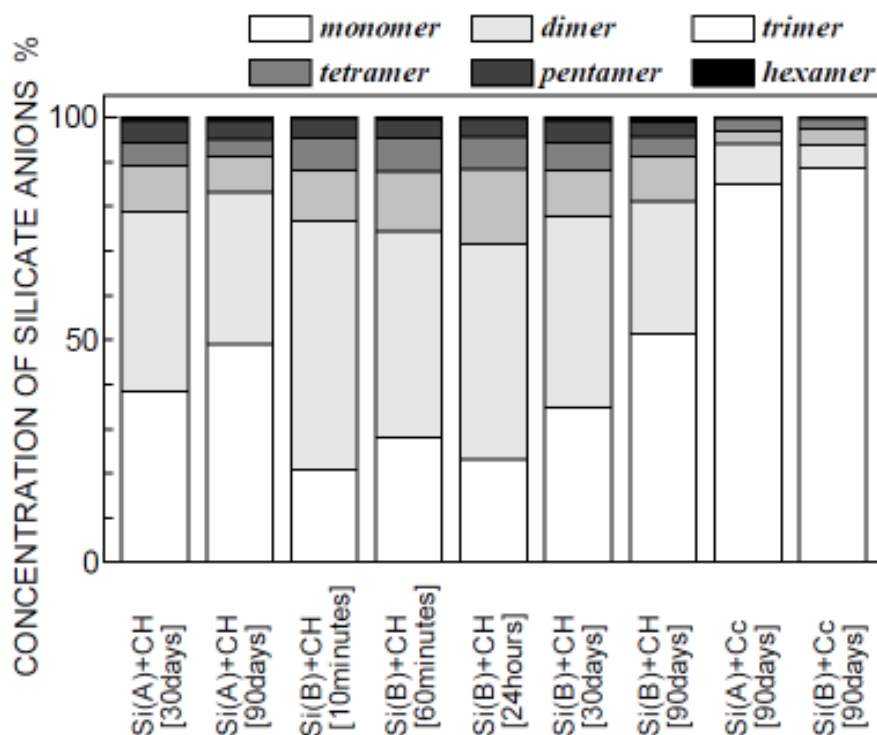 monomer dimer trimer
tetramer pentamer hexamer
CONCENTRATION OF SILICATE ANIONS %
100
50
0
Si(A)+CH
[30days]
Si(A)+CH
[90days]
Si(B)+CH
[10minutes]
Si(B)+CH
[60minutes]
Si(B)+CH
[24hours]
Si(B)+CH
[30days]
Si(B)+CH
[90days]
Si(A)+Cc
[90days]
Si(B)+Cc
[90days]